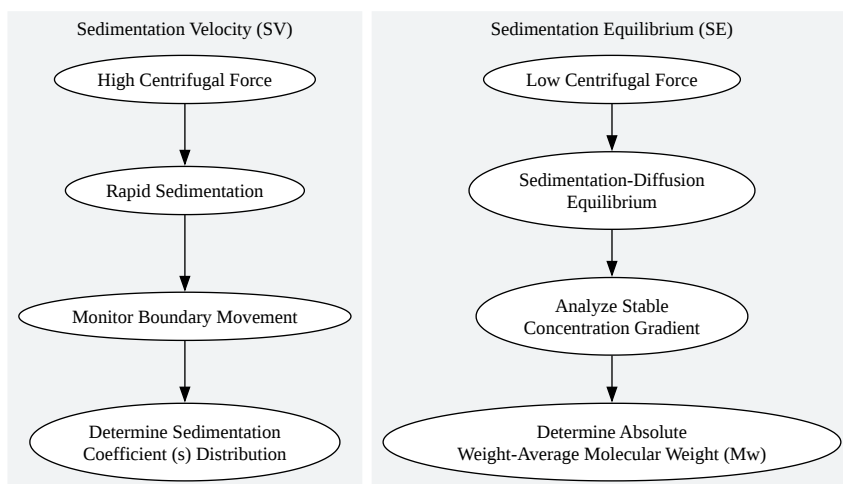 Sedimentation Velocity (SV)
High Centrifugal Force
Rapid Sedimentation
Monitor Boundary Movement
Determine Sedimentation
Coefficient (s) Distribution
Sedimentation Equilibrium (SE)
Low Centrifugal Force
Sedimentation-Diffusion
Equilibrium
Analyze Stable
Concentration Gradient
Determine Absolute
Weight-Average Molecular Weight (Mw)